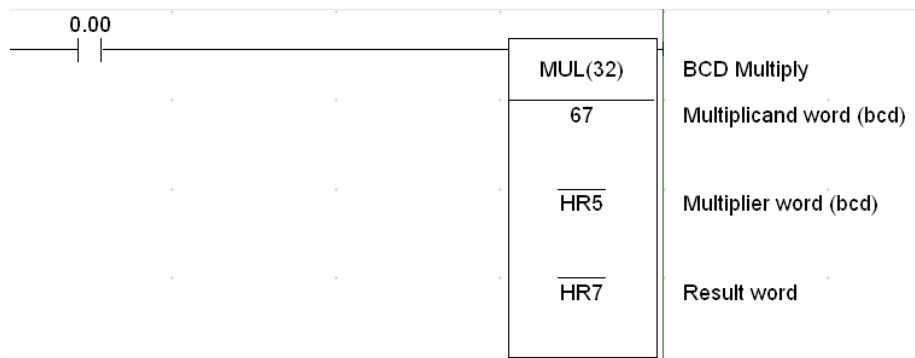 0.00
MUL(32) BCD Multiply
67 Multiplicand word (bcd)
HR5 Multiplier word (bcd)
HR7 Result word